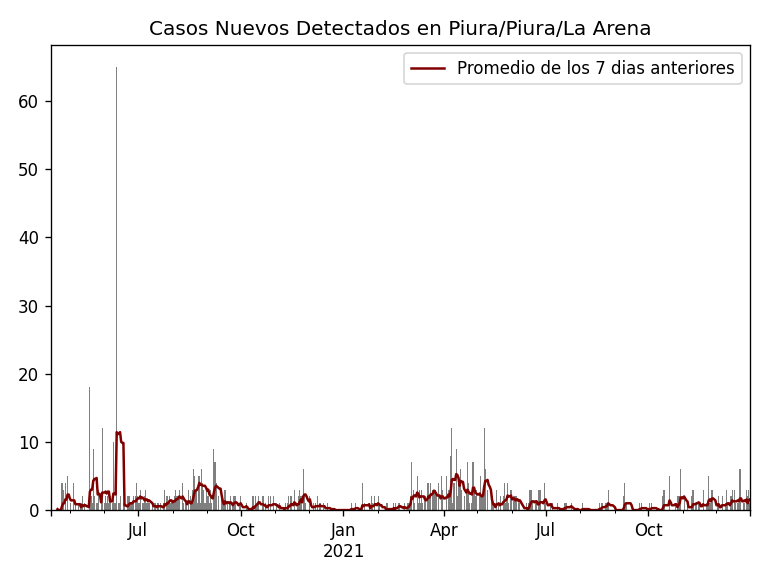 Casos Nuevos Detectados en Piura/Piura/La Arena
Promedio de los 7 dias anteriores
60
50
40
30
20
10
0
Jul
Oct
Jan
2021
Apr
Jul
Oct